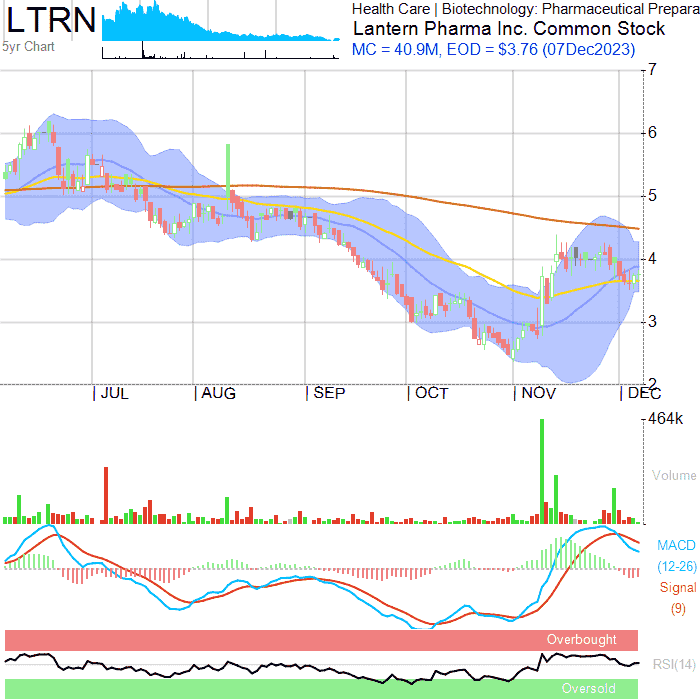 LTRN
5yr Chart
Health Care | Biotechnology: Pharmaceutical Prepara
Lantern Pharma Inc. Common Stock
MC = 40.9M, EOD = $3.76 (07Dec2023)
7
6
5
4
3
2
JUL AUG SEP OCT NOV DEC
464k
Volume
MACD
(12-26)
Signal
(9)
Overbought
RSI(14)
Oversold